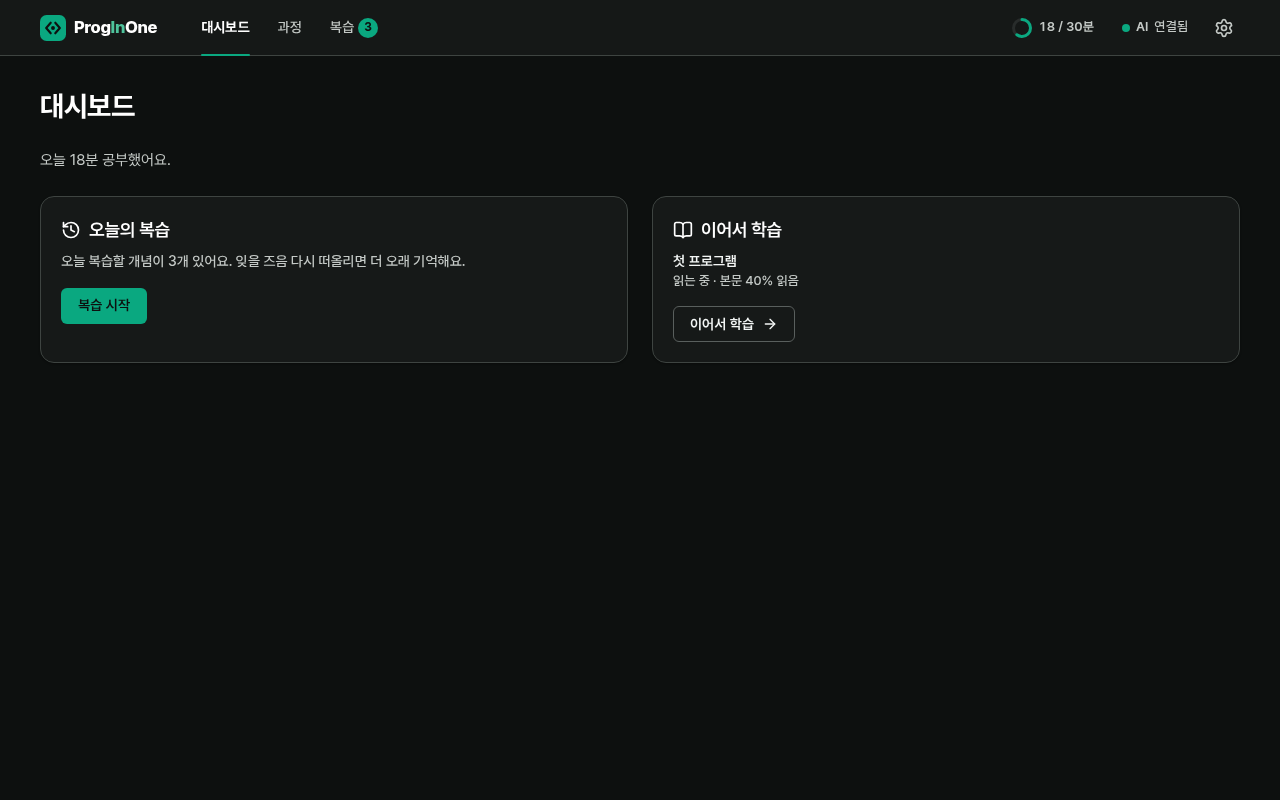 ProgInOne
대시보드
과정
복습 3
18 / 30분
AI 연결됨
대시보드
오늘 18분 공부했어요.
오늘의 복습
오늘 복습할 개념이 3개 있어요. 잊을 즈음 다시 떠올리면 더 오래 기억해요.
복습 시작
이어서 학습
첫 프로그램
읽는 중 · 본문 40% 읽음
이어서 학습